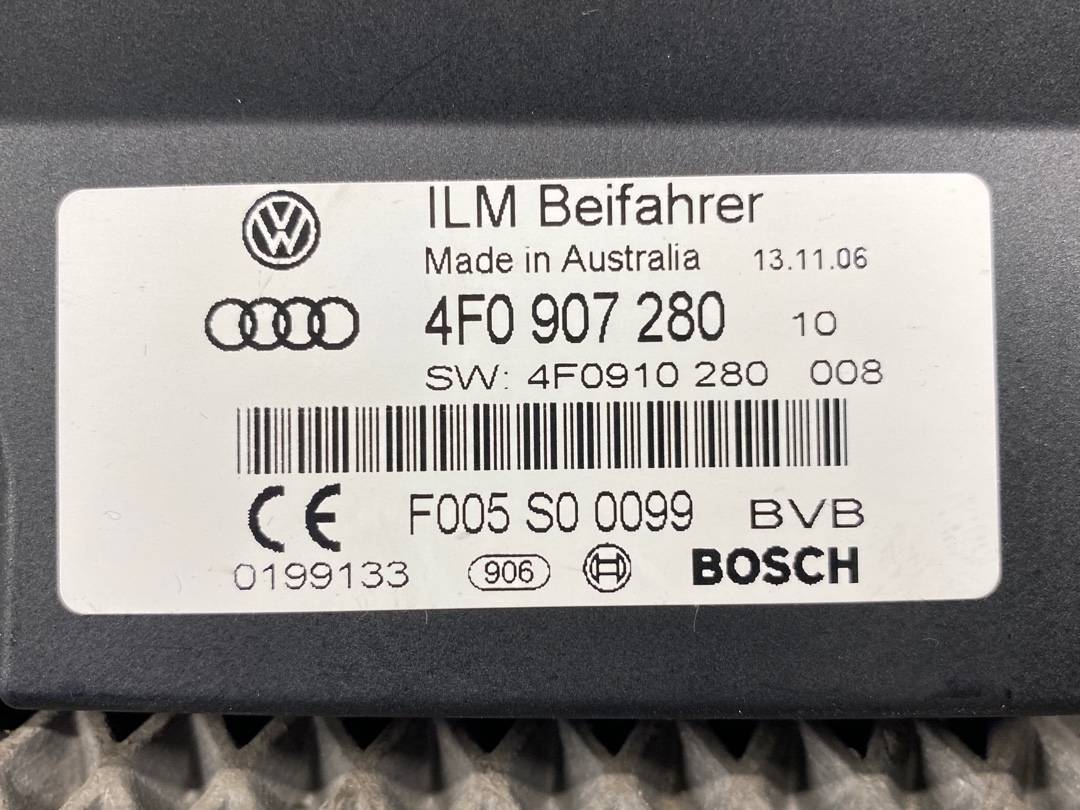 ILM Beifahrer
Made in Australia 13.11.06
4F0 907 280 10
SW: 4F0910 280 008
CE F005 S0 0099 BVB
0199133 906 BOSCH